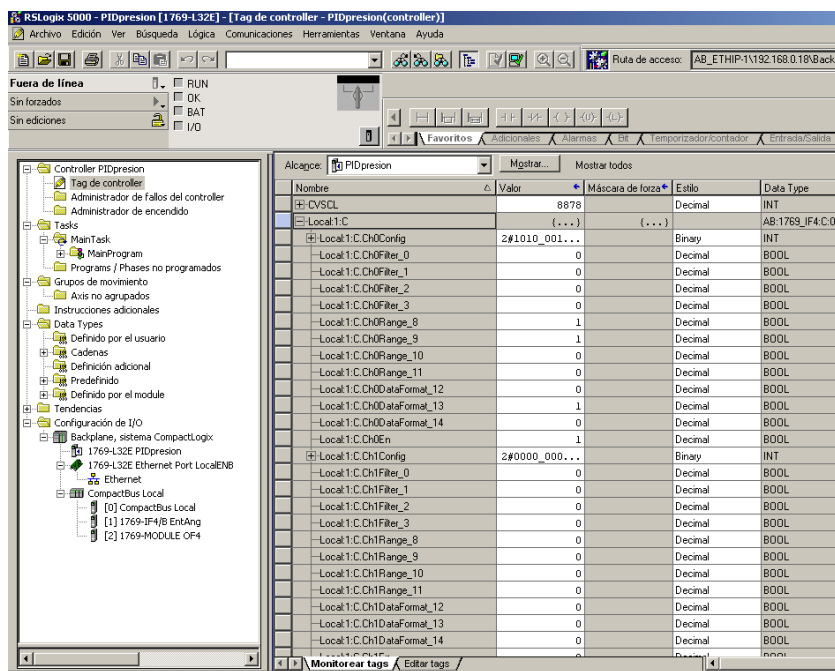 RSLogix 5000 - PIDpresion [1769-L32E] - [Tag de controller - PIDpresion(controller)]
Archivo Edición Ver Búsqueda Lógica Comunicaciones Herramientas Ventana Ayuda
Ruta de acceso: AB_ETHIP-1\192.168.0.18\Back
Fuera de línea
RUN
Sin forzados
OK
BAT
Sin ediciones
I/O
Favoritos Adicionales Alarmas Bit Temporizador/contador Entrada/Salida
Controller PIDpresion
Tag de controller
Administrador de fallos del controller
Administrador de encendido
Tasks
MainTask
MainProgram
Programs / Phases no programados
Grupos de movimiento
Axis no agrupados
Instrucciones adicionales
Data Types
Definido por el usuario
Cadenas
Definición adicional
Predefinido
Definido por el module
Tendencias
Configuración de I/O
Backplane, sistema CompactLogix
1769-L32E PIDpresion
1769-L32E Ethernet Port LocalENB
Ethernet
CompactBus Local
[0] CompactBus Local
[1] 1769-IF4/B EntAng
[2] 1769-MODULE OF4
Alcance: PIDpresion Mostrar... Mostrar todos
Nombre Valor Máscara de forza Estilo Data Type
CVSCL 8878 Decimal INT
Local:1:C {...} {...} AB:1769_IF4:C:0
Local:1:C.Ch0Config 2#1010_001... Binary INT
Local:1:C.Ch0Filter_0 0 Decimal BOOL
Local:1:C.Ch0Filter_1 0 Decimal BOOL
Local:1:C.Ch0Filter_2 0 Decimal BOOL
Local:1:C.Ch0Filter_3 0 Decimal BOOL
Local:1:C.Ch0Range_8 1 Decimal BOOL
Local:1:C.Ch0Range_9 1 Decimal BOOL
Local:1:C.Ch0Range_10 0 Decimal BOOL
Local:1:C.Ch0Range_11 0 Decimal BOOL
Local:1:C.Ch0DataFormat_12 0 Decimal BOOL
Local:1:C.Ch0DataFormat_13 1 Decimal BOOL
Local:1:C.Ch0DataFormat_14 0 Decimal BOOL
Local:1:C.Ch0En 1 Decimal BOOL
Local:1:C.Ch1Config 2#0000_000... Binary INT
Local:1:C.Ch1Filter_0 0 Decimal BOOL
Local:1:C.Ch1Filter_1 0 Decimal BOOL
Local:1:C.Ch1Filter_2 0 Decimal BOOL
Local:1:C.Ch1Filter_3 0 Decimal BOOL
Local:1:C.Ch1Range_8 0 Decimal BOOL
Local:1:C.Ch1Range_9 0 Decimal BOOL
Local:1:C.Ch1Range_10 0 Decimal BOOL
Local:1:C.Ch1Range_11 0 Decimal BOOL
Local:1:C.Ch1DataFormat_12 0 Decimal BOOL
Local:1:C.Ch1DataFormat_13 0 Decimal BOOL
Local:1:C.Ch1DataFormat_14 0 Decimal BOOL
Monitorear tags Editar tags